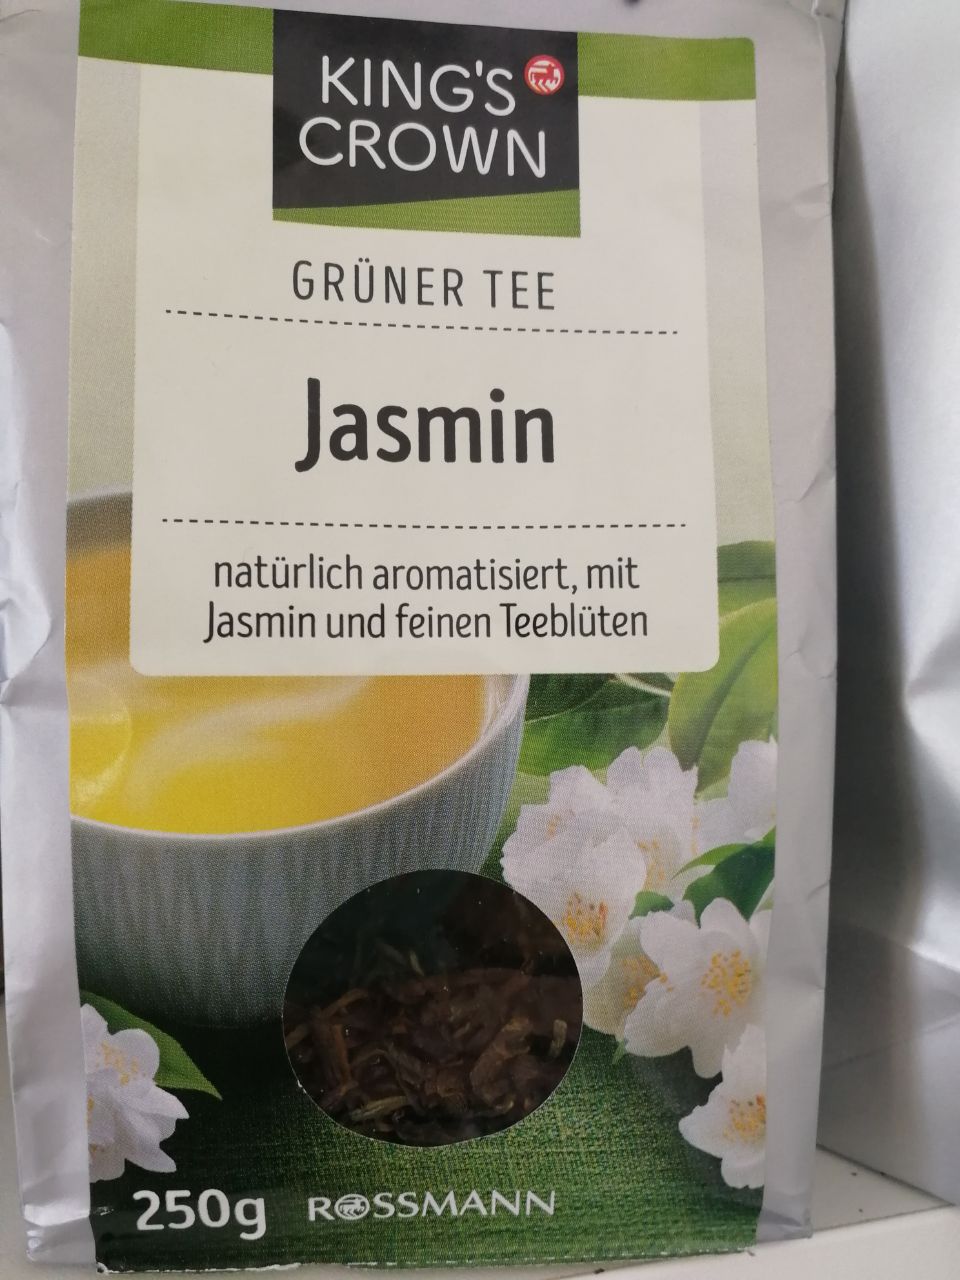 KING'S
CROWN
GRÜNER TEE
Jasmin
natürlich aromatisiert, mit
Jasmin und feinen Teeblüten
250g ROSSMANN